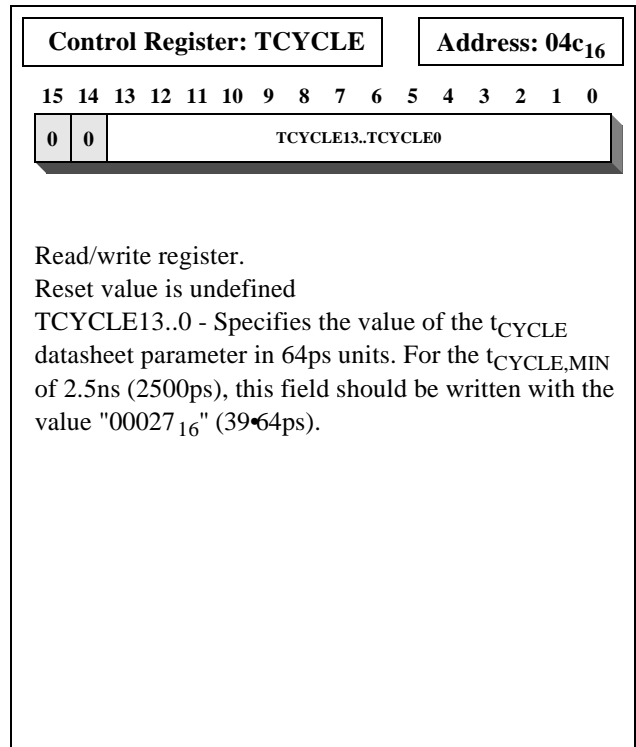 Control Register: TCYCLE Address: 04c16
15 14 13 12 11 10 9 8 7 6 5 4 3 2 1 0
0 0 TCYCLE13..TCYCLE0
Read/write register.
Reset value is undefined
TCYCLE13..0 - Specifies the value of the tCYCLE
datasheet parameter in 64ps units. For the tCYCLE,MIN
of 2.5ns (2500ps), this field should be written with the
value "0002716" (39•64ps).